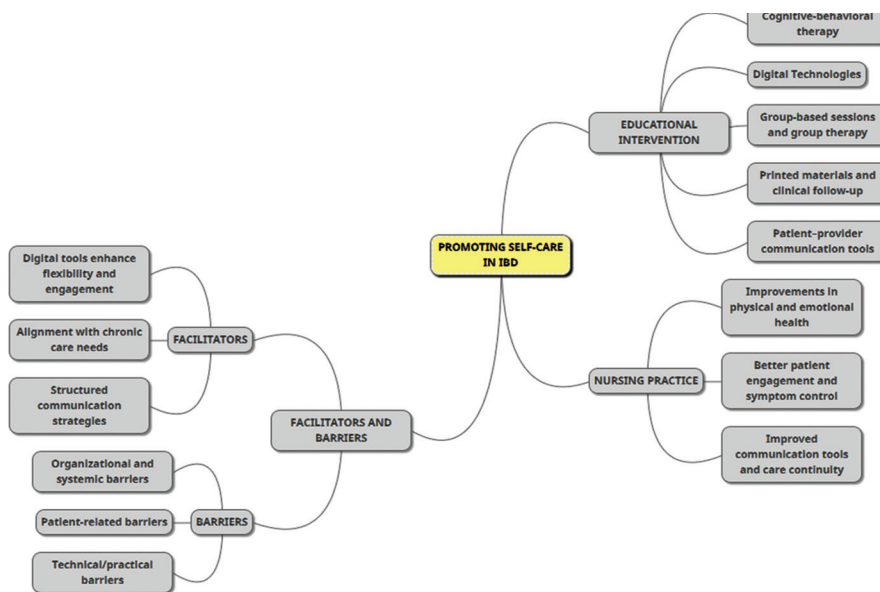 Cognitive-behavioral
therapy
Digital Technologies
EDUCATIONAL
INTERVENTION
Group-based sessions
and group therapy
Printed materials and
clinical follow-up
Patient–provider
communication tools
PROMOTING SELF-CARE
IN IBD
Digital tools enhance
flexibility and
engagement
Alignment with chronic
care needs
FACILITATORS
Structured
communication
strategies
FACILITATORS AND
BARRIERS
Organizational and
systemic barriers
Patient-related barriers
BARRIERS
Technical/practical
barriers
Improvements in
physical and emotional
health
NURSING PRACTICE
Better patient
engagement and
symptom control
Improved
communication tools
and care continuity